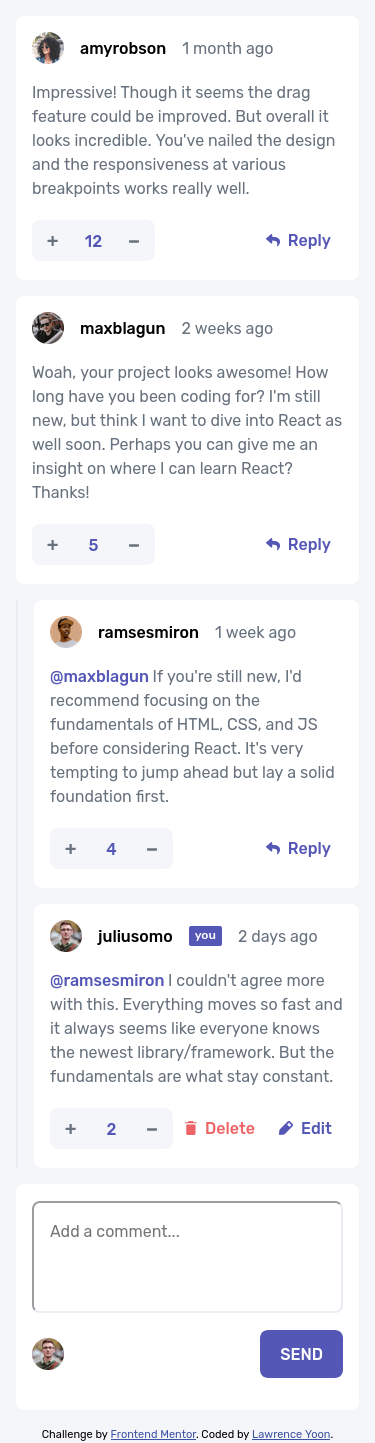 amyrobson 1 month ago
Impressive! Though it seems the drag
feature could be improved. But overall it
looks incredible. You've nailed the design
and the responsiveness at various
breakpoints works really well.
+ 12 − Reply
maxblagun 2 weeks ago
Woah, your project looks awesome! How
long have you been coding for? I'm still
new, but think I want to dive into React as
well soon. Perhaps you can give me an
insight on where I can learn React?
Thanks!
+ 5 − Reply
ramsesmiron 1 week ago
@maxblagun If you're still new, I'd
recommend focusing on the
fundamentals of HTML, CSS, and JS
before considering React. It's very
tempting to jump ahead but lay a solid
foundation first.
+ 4 − Reply
juliusomo you 2 days ago
@ramsesmiron I couldn't agree more
with this. Everything moves so fast and
it always seems like everyone knows
the newest library/framework. But the
fundamentals are what stay constant.
+ 2 − Delete Edit
Add a comment...
SEND
Challenge by Frontend Mentor. Coded by Lawrence Yoon.